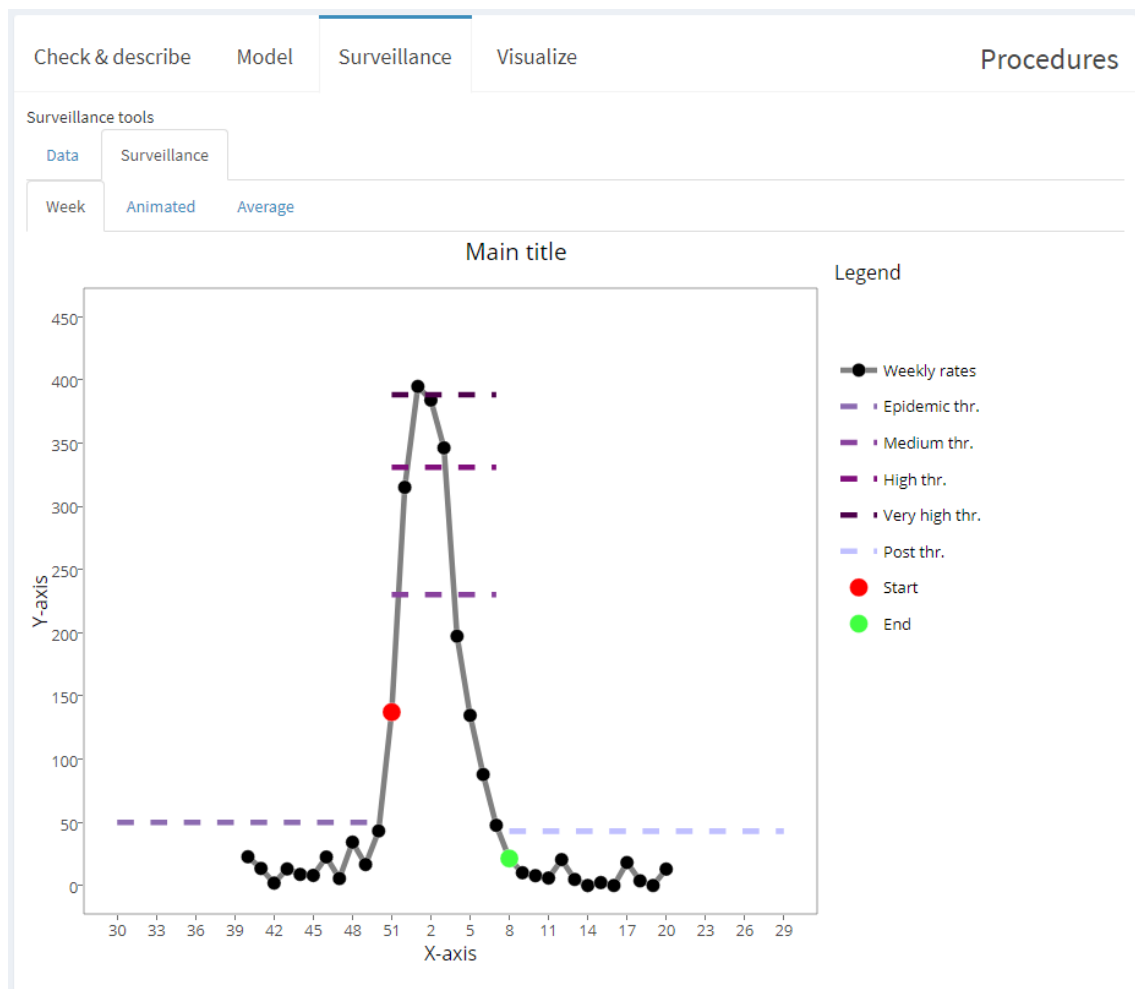 Check & describe Model Surveillance Visualize Procedures
Surveillance tools
Data Surveillance
Week Animated Average
Main title
Legend
Weekly rates
Epidemic thr.
Medium thr.
High thr.
Very high thr.
Post thr.
Start
End
Y-axis
450
400
350
300
250
200
150
100
50
0
30 33 36 39 42 45 48 51 2 5 8 11 14 17 20 23 26 29
X-axis